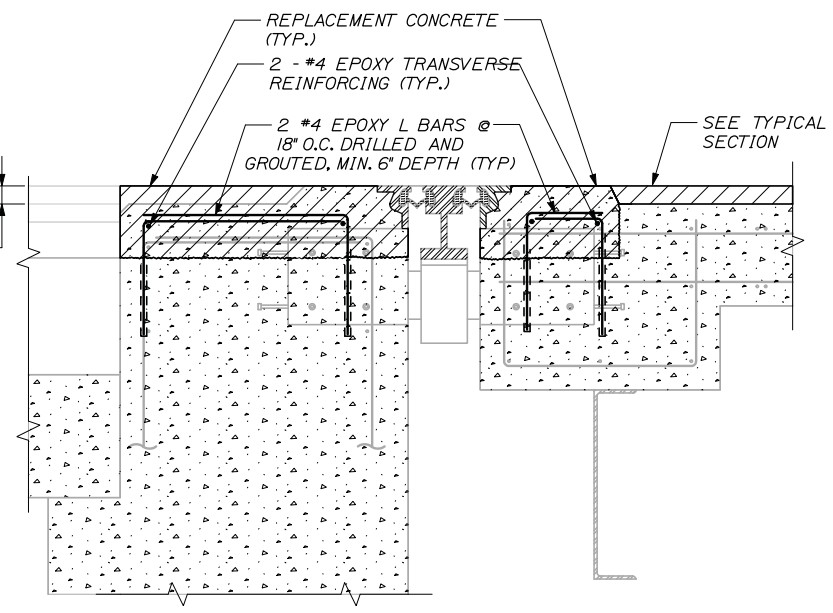 REPLACEMENT CONCRETE
(TYP.)
2 - #4 EPOXY TRANSVERSE
REINFORCING (TYP.)
2 #4 EPOXY L BARS @
18" O.C. DRILLED AND
GROUTED, MIN. 6" DEPTH (TYP)
SEE TYPICAL
SECTION